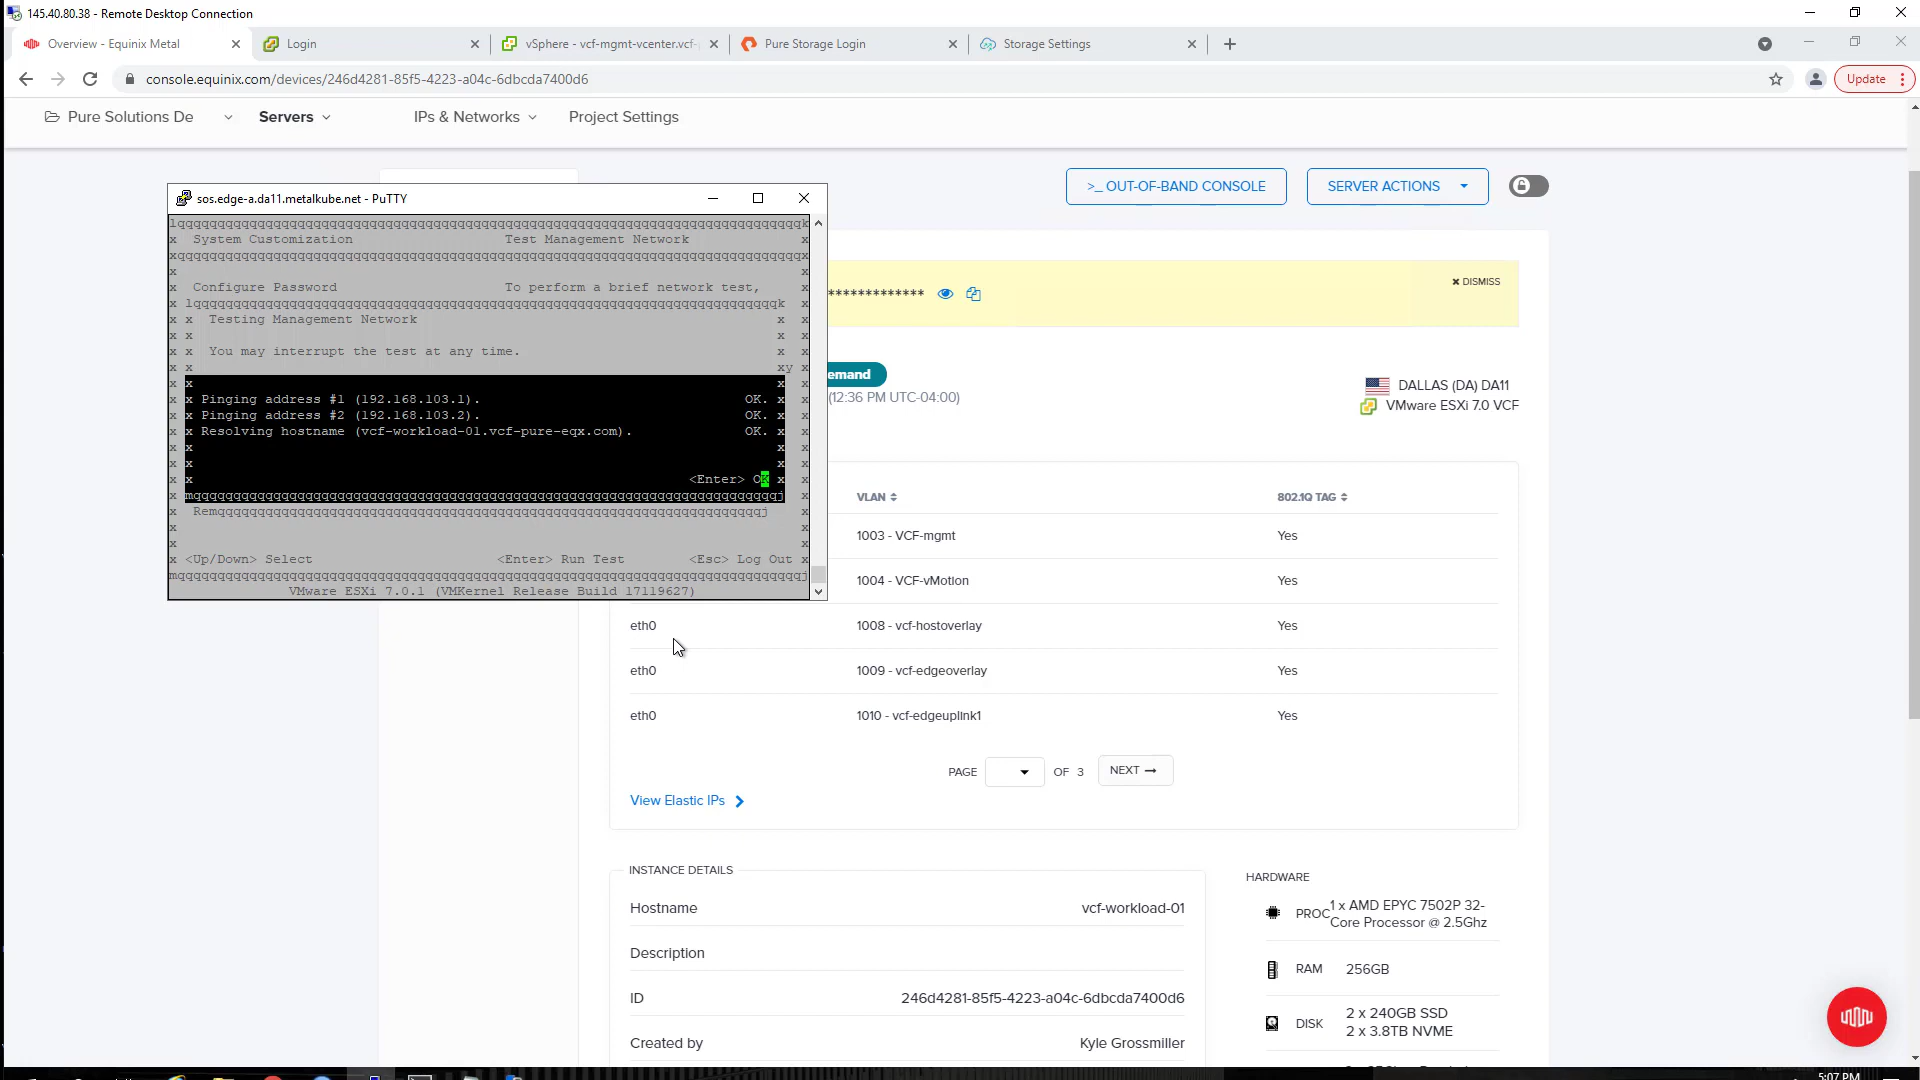 145.40.80.38 - Remote Desktop Connection
Overview - Equinix Metal
Login
vSphere - vcf-mgmt-vcenter.vcf-
Pure Storage Login
Storage Settings
console.equinix.com/devices/246d4281-85f5-4223-a04c-6dbcda7400d6
Update
Pure Solutions De
Servers
IPs & Networks
Project Settings
>_ OUT-OF-BAND CONSOLE
SERVER ACTIONS
sos.edge-a.da11.metalkube.net - PuTTY
System Customization Test Management Network
Configure Password To perform a brief network test,
Testing Management Network
You may interrupt the test at any time.
Pinging address #1 (192.168.103.1). OK.
Pinging address #2 (192.168.103.2). OK.
Resolving hostname (vcf-workload-01.vcf-pure-eqx.com). OK.
<Enter> OK
<Up/Down> Select <Enter> Run Test <Esc> Log Out
VMware ESXi 7.0.1 (VMKernel Release Build 17119627)
************* 
✖ DISMISS
emand
(12:36 PM UTC-04:00)
DALLAS (DA) DA11
VMware ESXi 7.0 VCF
VLAN 802.1Q TAG
1003 - VCF-mgmt Yes
1004 - VCF-vMotion Yes
eth0 1008 - vcf-hostoverlay Yes
eth0 1009 - vcf-edgeoverlay Yes
eth0 1010 - vcf-edgeuplink1 Yes
PAGE OF 3 NEXT →
View Elastic IPs
INSTANCE DETAILS
Hostname vcf-workload-01
Description
ID 246d4281-85f5-4223-a04c-6dbcda7400d6
Created by Kyle Grossmiller
HARDWARE
PROC 1 x AMD EPYC 7502P 32-
Core Processor @ 2.5Ghz
RAM 256GB
DISK 2 x 240GB SSD
2 x 3.8TB NVME
5:07 PM